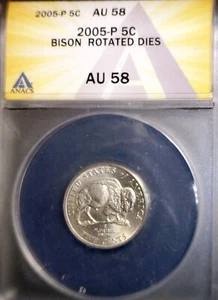 2005-P 5C AU 58
2005-P 5C
BISON ROTATED DIES
AU 58
ANACS
UNITED STATES OF AMERICA